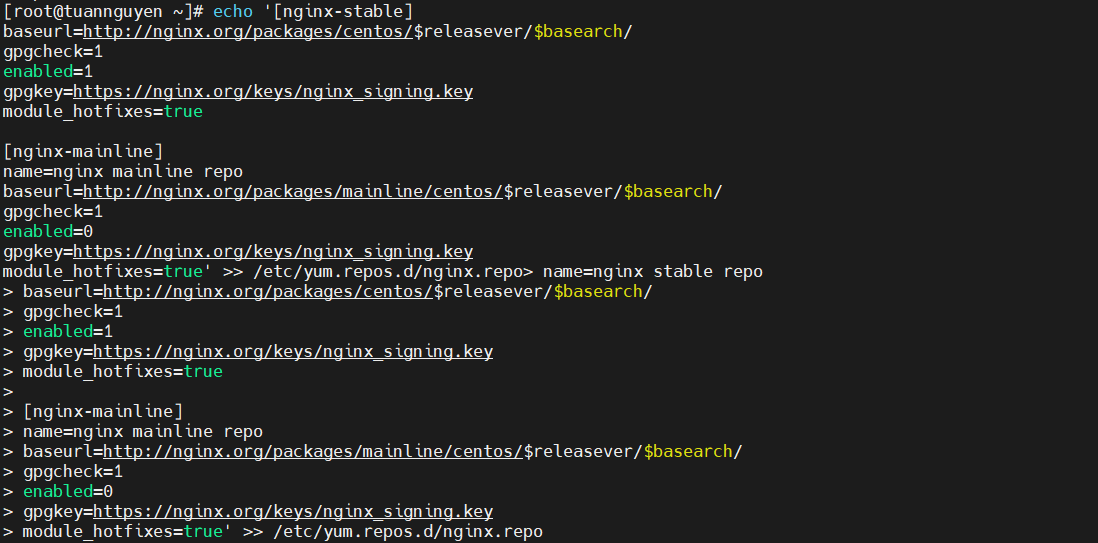 [root@tuannguyen ~]# echo '[nginx-stable]
baseurl=http://nginx.org/packages/centos/$releasever/$basearch/
gpgcheck=1
enabled=1
gpgkey=https://nginx.org/keys/nginx_signing.key
module_hotfixes=true
[nginx-mainline]
name=nginx mainline repo
baseurl=http://nginx.org/packages/mainline/centos/$releasever/$basearch/
gpgcheck=1
enabled=0
gpgkey=https://nginx.org/keys/nginx_signing.key
module_hotfixes=true' >> /etc/yum.repos.d/nginx.repo> name=nginx stable repo
> baseurl=http://nginx.org/packages/centos/$releasever/$basearch/
> gpgcheck=1
> enabled=1
> gpgkey=https://nginx.org/keys/nginx_signing.key
> module_hotfixes=true
>
> [nginx-mainline]
> name=nginx mainline repo
> baseurl=http://nginx.org/packages/mainline/centos/$releasever/$basearch/
> gpgcheck=1
> enabled=0
> gpgkey=https://nginx.org/keys/nginx_signing.key
> module_hotfixes=true' >> /etc/yum.repos.d/nginx.repo